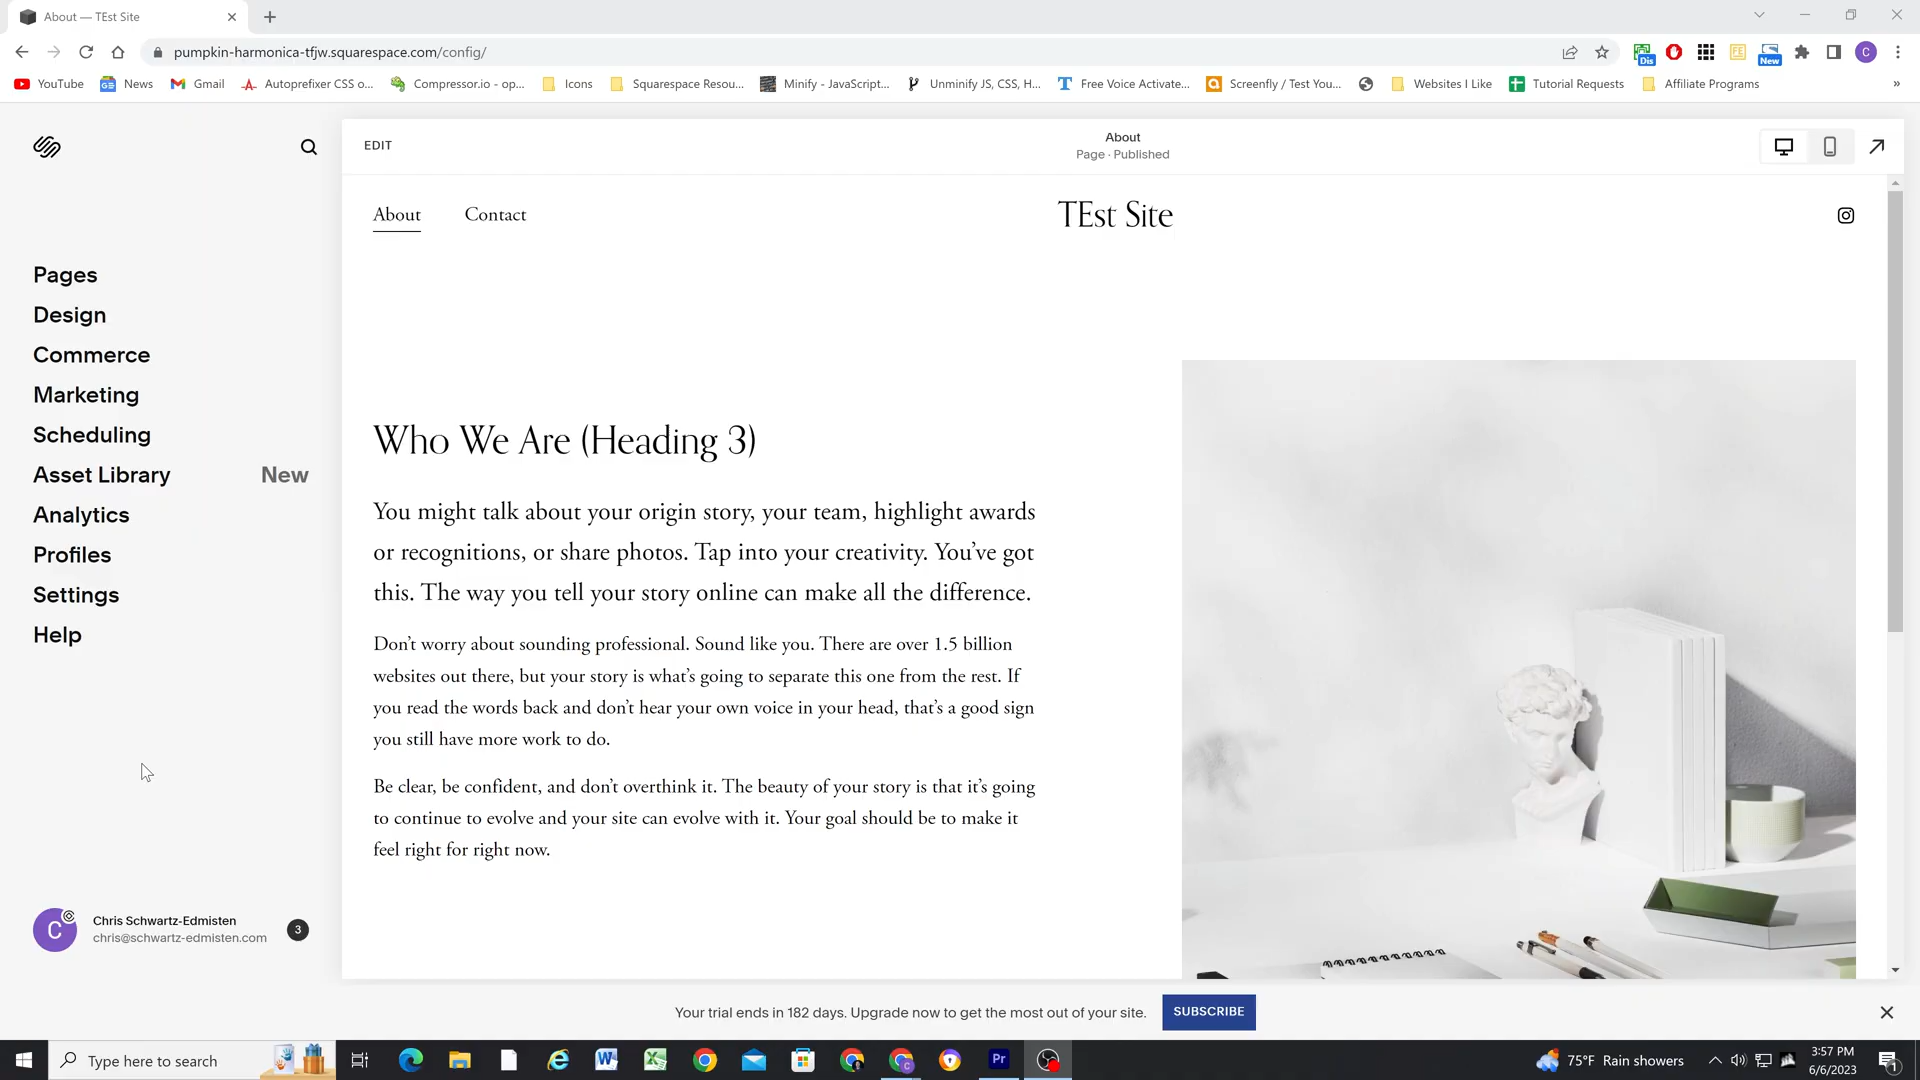 About — TEst Site
pumpkin-harmonica-tfjw.squarespace.com/config/
Dis
FE
New
C
YouTube
News
Gmail
Autoprefixer CSS o...
Compressor.io - op...
Icons
Squarespace Resou...
Minify - JavaScript...
Unminify JS, CSS, H...
Free Voice Activate...
Screenfly / Test You...
Websites I Like
Tutorial Requests
Affiliate Programs
»
EDIT
About
Page · Published
About
Contact
TEst Site
Pages
Design
Commerce
Marketing
Scheduling
Asset Library
New
Analytics
Profiles
Settings
Help
Who We Are (Heading 3)
You might talk about your origin story, your team, highlight awards
or recognitions, or share photos. Tap into your creativity. You’ve got
this. The way you tell your story online can make all the difference.
Don’t worry about sounding professional. Sound like you. There are over 1.5 billion
websites out there, but your story is what’s going to separate this one from the rest. If
you read the words back and don’t hear your own voice in your head, that’s a good sign
you still have more work to do.
Be clear, be confident, and don’t overthink it. The beauty of your story is that it’s going
to continue to evolve and your site can evolve with it. Your goal should be to make it
feel right for right now.
C
Chris Schwartz-Edmisten
chris@schwartz-edmisten.com
3
Your trial ends in 182 days. Upgrade now to get the most out of your site.
SUBSCRIBE
Type here to search
Pr
75°F Rain showers
3:57 PM
6/6/2023
1